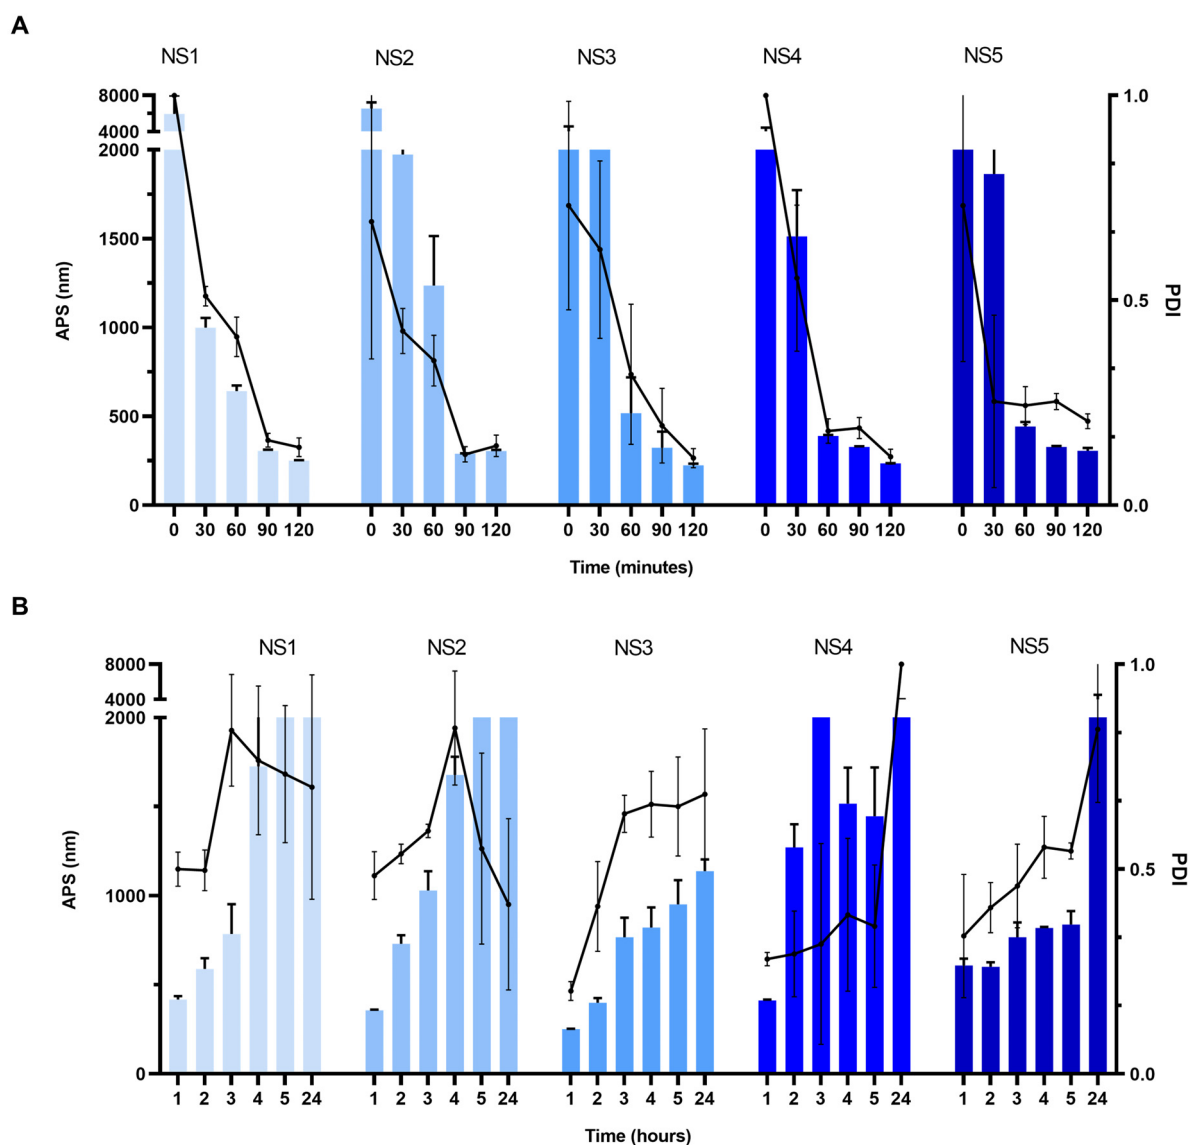 A
NS1 NS2 NS3 NS4 NS5
8000 1.0
4000
2000
1500
APS (nm) 0.5 PDI
1000
500
0 0.0
0 30 60 90 120 0 30 60 90 120 0 30 60 90 120 0 30 60 90 120 0 30 60 90 120
Time (minutes)
B
NS1 NS2 NS3 NS4 NS5
8000 1.0
4000
2000
APS (nm) 0.5 PDI
1000
0 0.0
1 2 3 4 5 24 1 2 3 4 5 24 1 2 3 4 5 24 1 2 3 4 5 24 1 2 3 4 5 24
Time (hours)